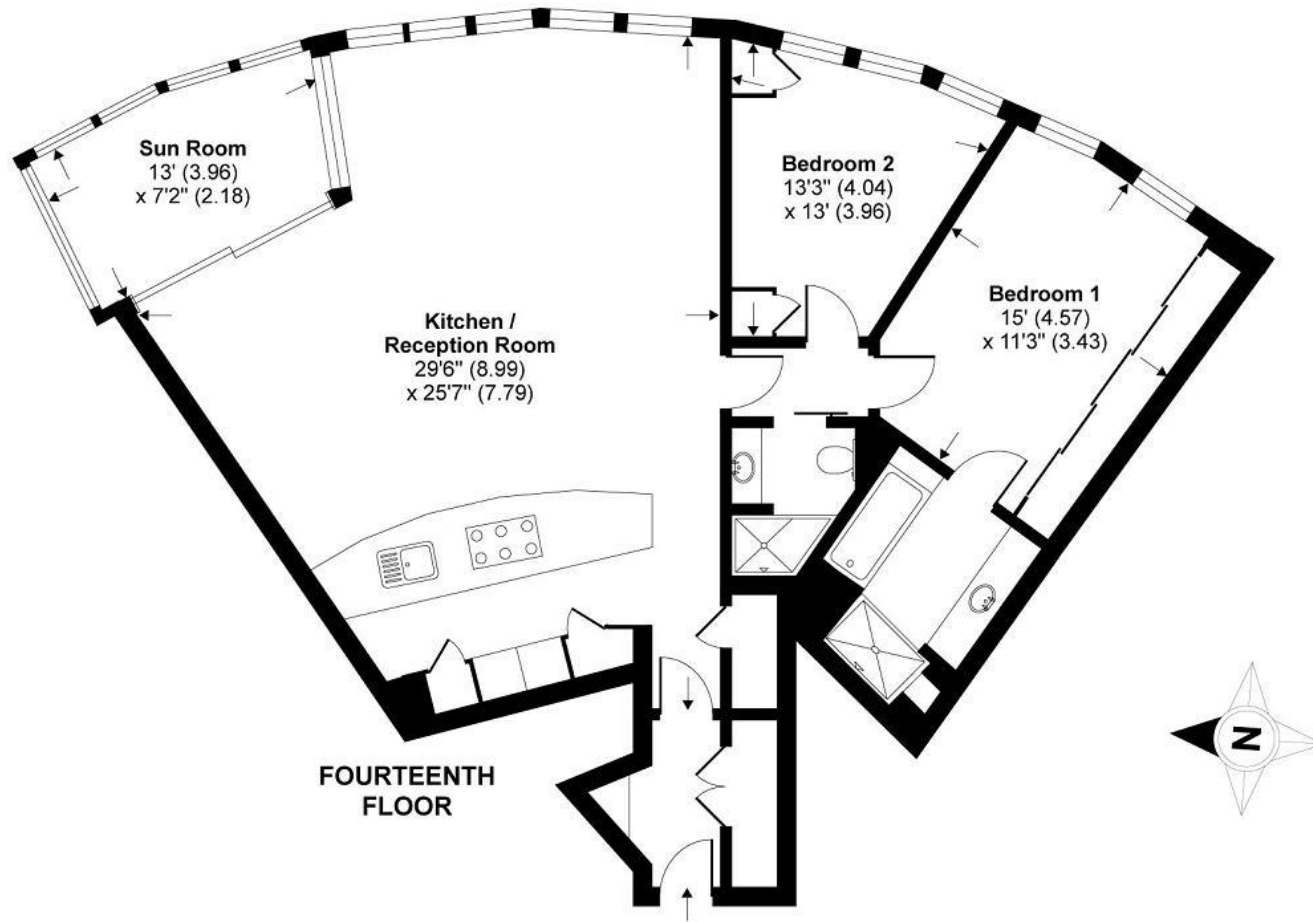 Sun Room
13' (3.96)
x 7'2" (2.18)
Bedroom 2
13'3" (4.04)
x 13' (3.96)
Bedroom 1
15' (4.57)
x 11'3" (3.43)
Kitchen /
Reception Room
29'6" (8.99)
x 25'7" (7.79)
FOURTEENTH
FLOOR
N